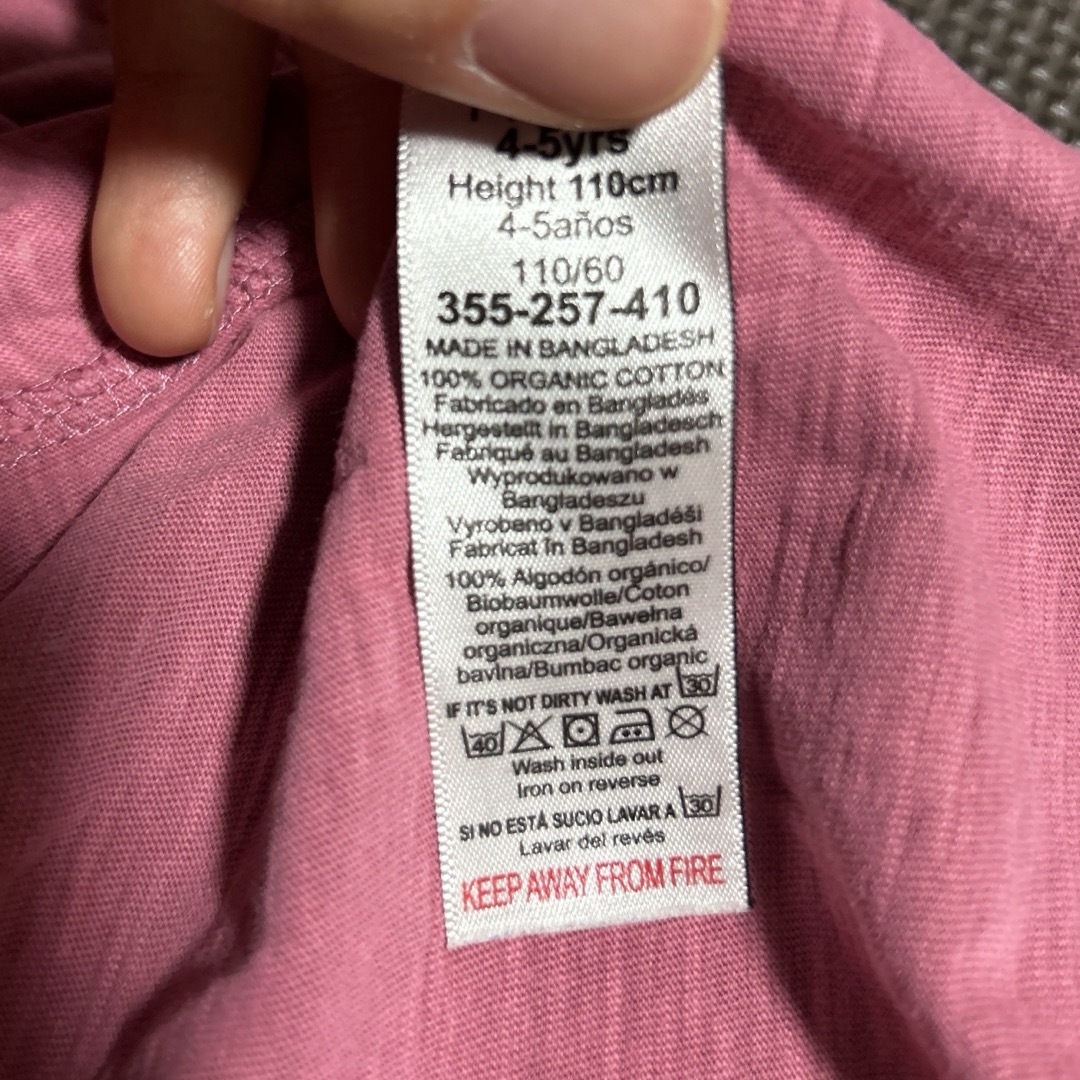 4-5yrs
Height 110cm
4-5años
110/60
355-257-410
MADE IN BANGLADESH
100% ORGANIC COTTON
Fabricado en Bangladés
Hergestellt in Bangladesch
Fabriqué au Bangladesh
Wyprodukowano w
Bangladeszu
Vyrobeno v Bangladéši
Fabricat în Bangladesh
100% Algodón orgánico/
Biobaumwolle/Coton
organique/Bawełna
organiczna/Organická
bavlna/Bumbac organic
IF IT'S NOT DIRTY WASH AT 30
40
Wash inside out
Iron on reverse
SI NO ESTÁ SUCIO LAVAR A 30
Lavar del revés
KEEP AWAY FROM FIRE